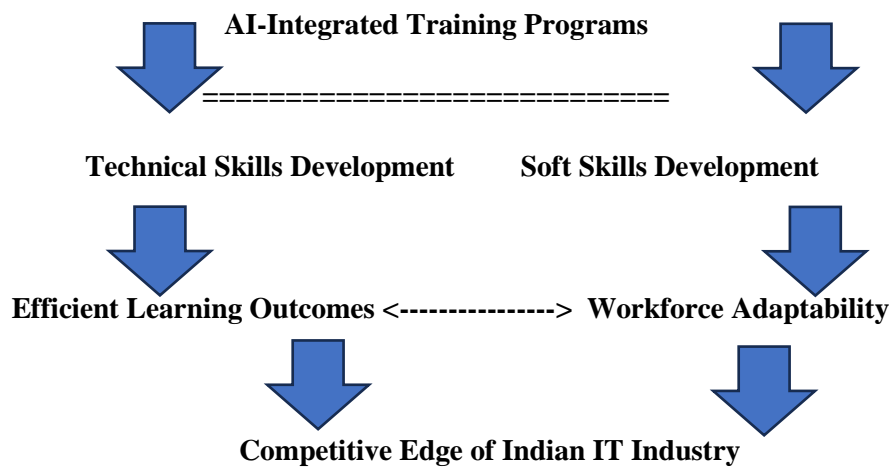 AI-Integrated Training Programs
============================
Technical Skills Development Soft Skills Development
Efficient Learning Outcomes <----------------> Workforce Adaptability
Competitive Edge of Indian IT Industry